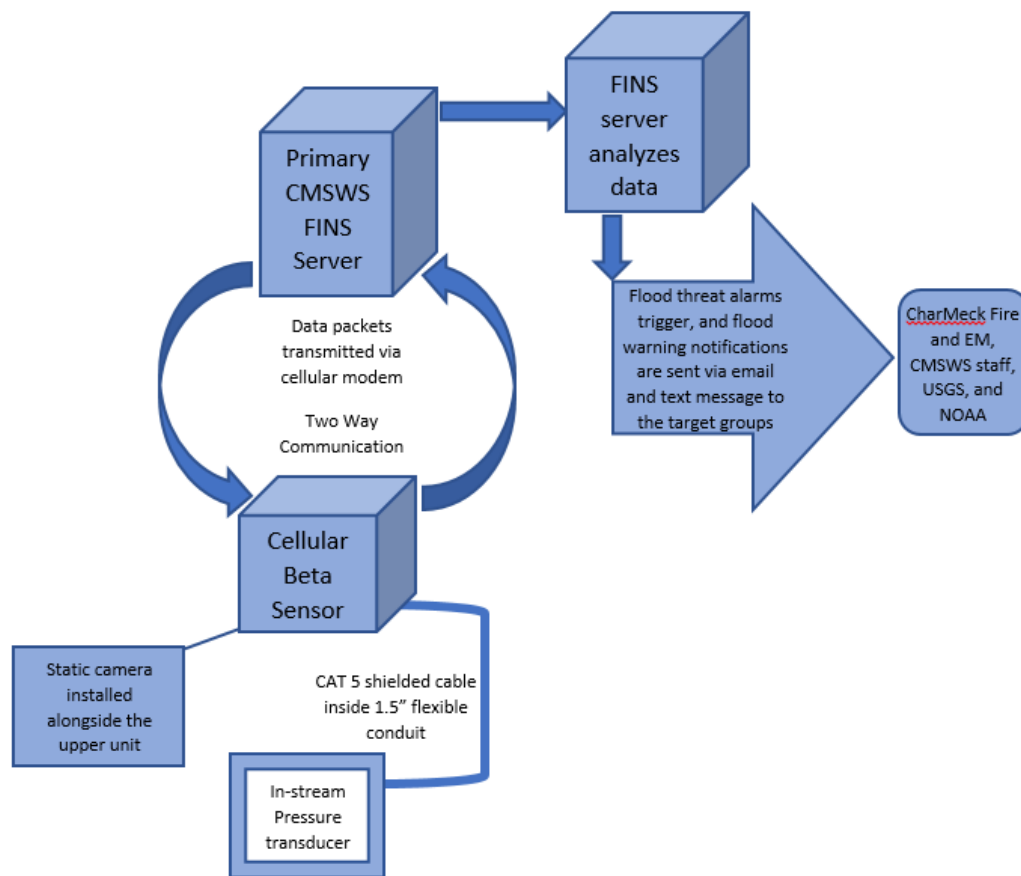 Primary
CMSWS
FINS
Server
FINS
server
analyzes
data
Flood threat alarms
trigger, and flood
warning notifications
are sent via email
and text message to
the target groups
CharMeck Fire
and EM,
CMSWS staff,
USGS, and
NOAA
Data packets
transmitted via
cellular modem
Two Way
Communication
Cellular
Beta
Sensor
Static camera
installed
alongside the
upper unit
CAT 5 shielded cable
inside 1.5” flexible
conduit
In-stream
Pressure
transducer